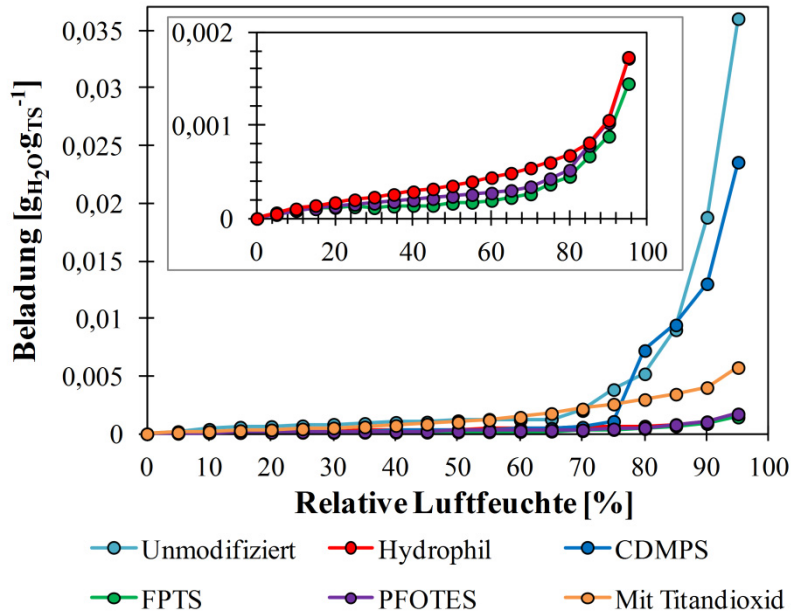 0,035
0,03
0,025
0,02
0,015
0,01
0,005
0
Beladung [gH₂O·gTS⁻¹]
0,002
0,001
0
0 20 40 60 80 100
0 10 20 30 40 50 60 70 80 90 100
Relative Luftfeuchte [%]
Unmodifiziert Hydrophil CDMPS
FPTS PFOTES Mit Titandioxid